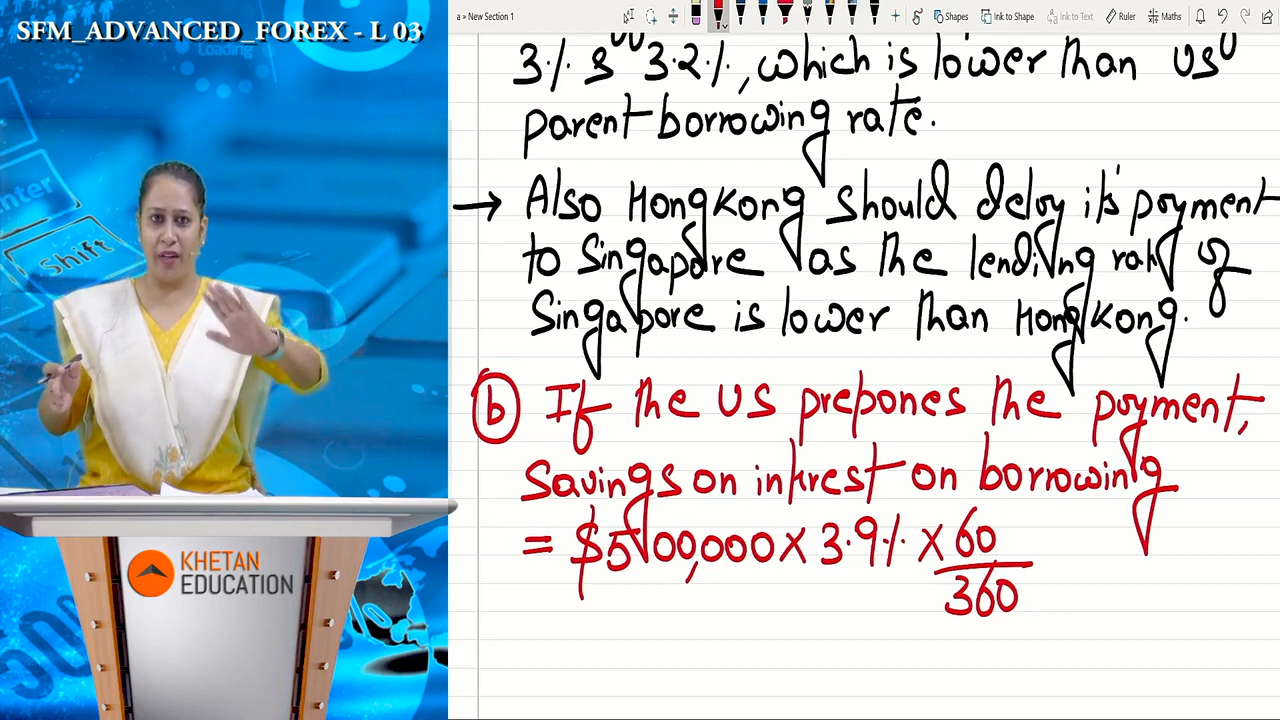 SFM_ADVANCED_FOREX - L 03
Loading
a » New Section 1
Shapes
Ink to Shape
Ink to Text
Ruler
Maths
3% & 3.2%, which is lower than US
parent borrowing rate.
→ Also Hongkong should delay its payment
to Singapore as the lending rate of
Singapore is lower than Hongkong.
(b) If the US prepones the payment,
Savings on intrest on borrowing
= $500,000 × 3.9% × 60
360
Shift
KHETAN
EDUCATION